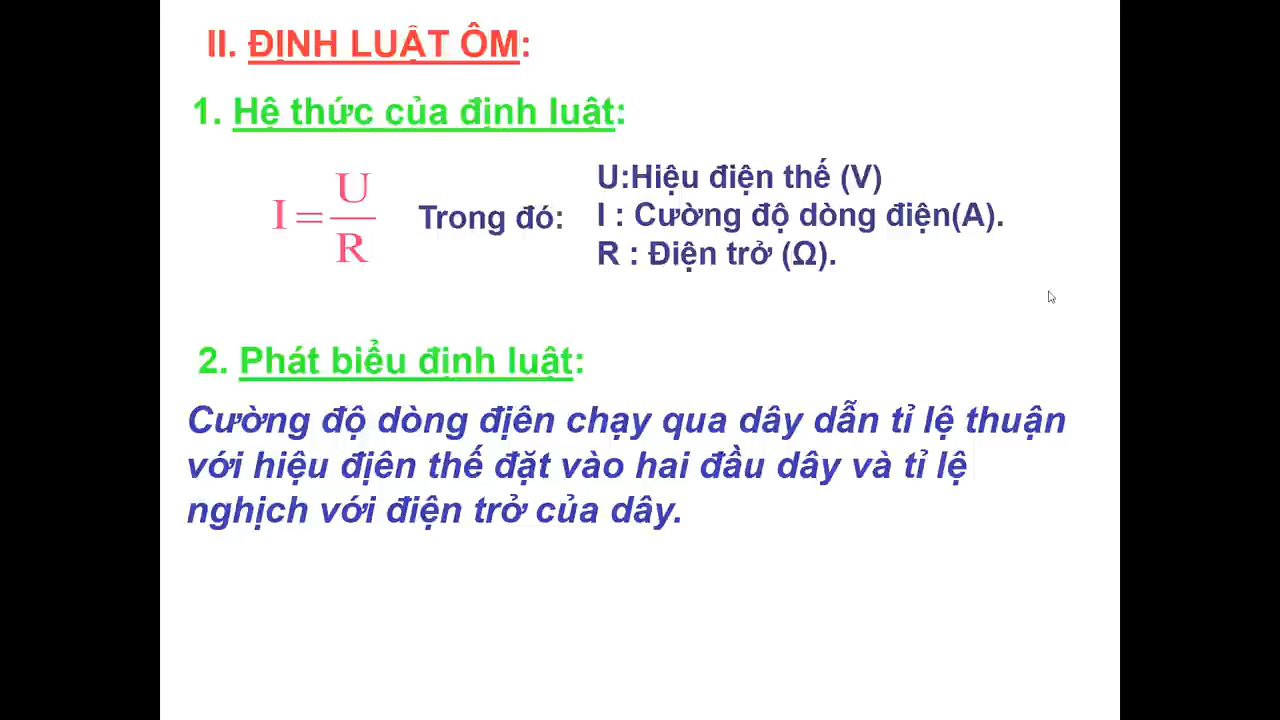 II. ĐỊNH LUẬT ÔM:
1. Hệ thức của định luật:
I = U/R
Trong đó:
U:Hiệu điện thế (V)
I : Cường độ dòng điện(A).
R : Điện trở (Ω).
2. Phát biểu định luật:
Cường độ dòng địên chạy qua dây dẫn tỉ lệ thuận
với hiệu địên thế đặt vào hai đầu dây và tỉ lệ
nghịch với điện trở của dây.